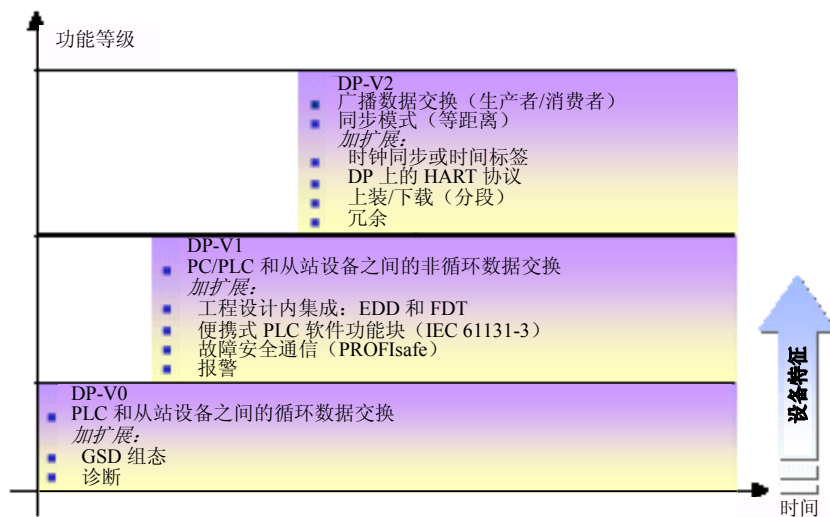 功能等级
DP-V2
广播数据交换（生产者/消费者）
同步模式（等距离）
加扩展：
时钟同步或时间标签
DP 上的 HART 协议
上装/下载（分段）
冗余
DP-V1
PC/PLC 和从站设备之间的非循环数据交换
加扩展：
工程设计内集成：EDD 和 FDT
便携式 PLC 软件功能块（IEC 61131-3）
故障安全通信（PROFIsafe）
报警
DP-V0
PLC 和从站设备之间的循环数据交换
加扩展：
GSD 组态
诊断
设备特征
时间